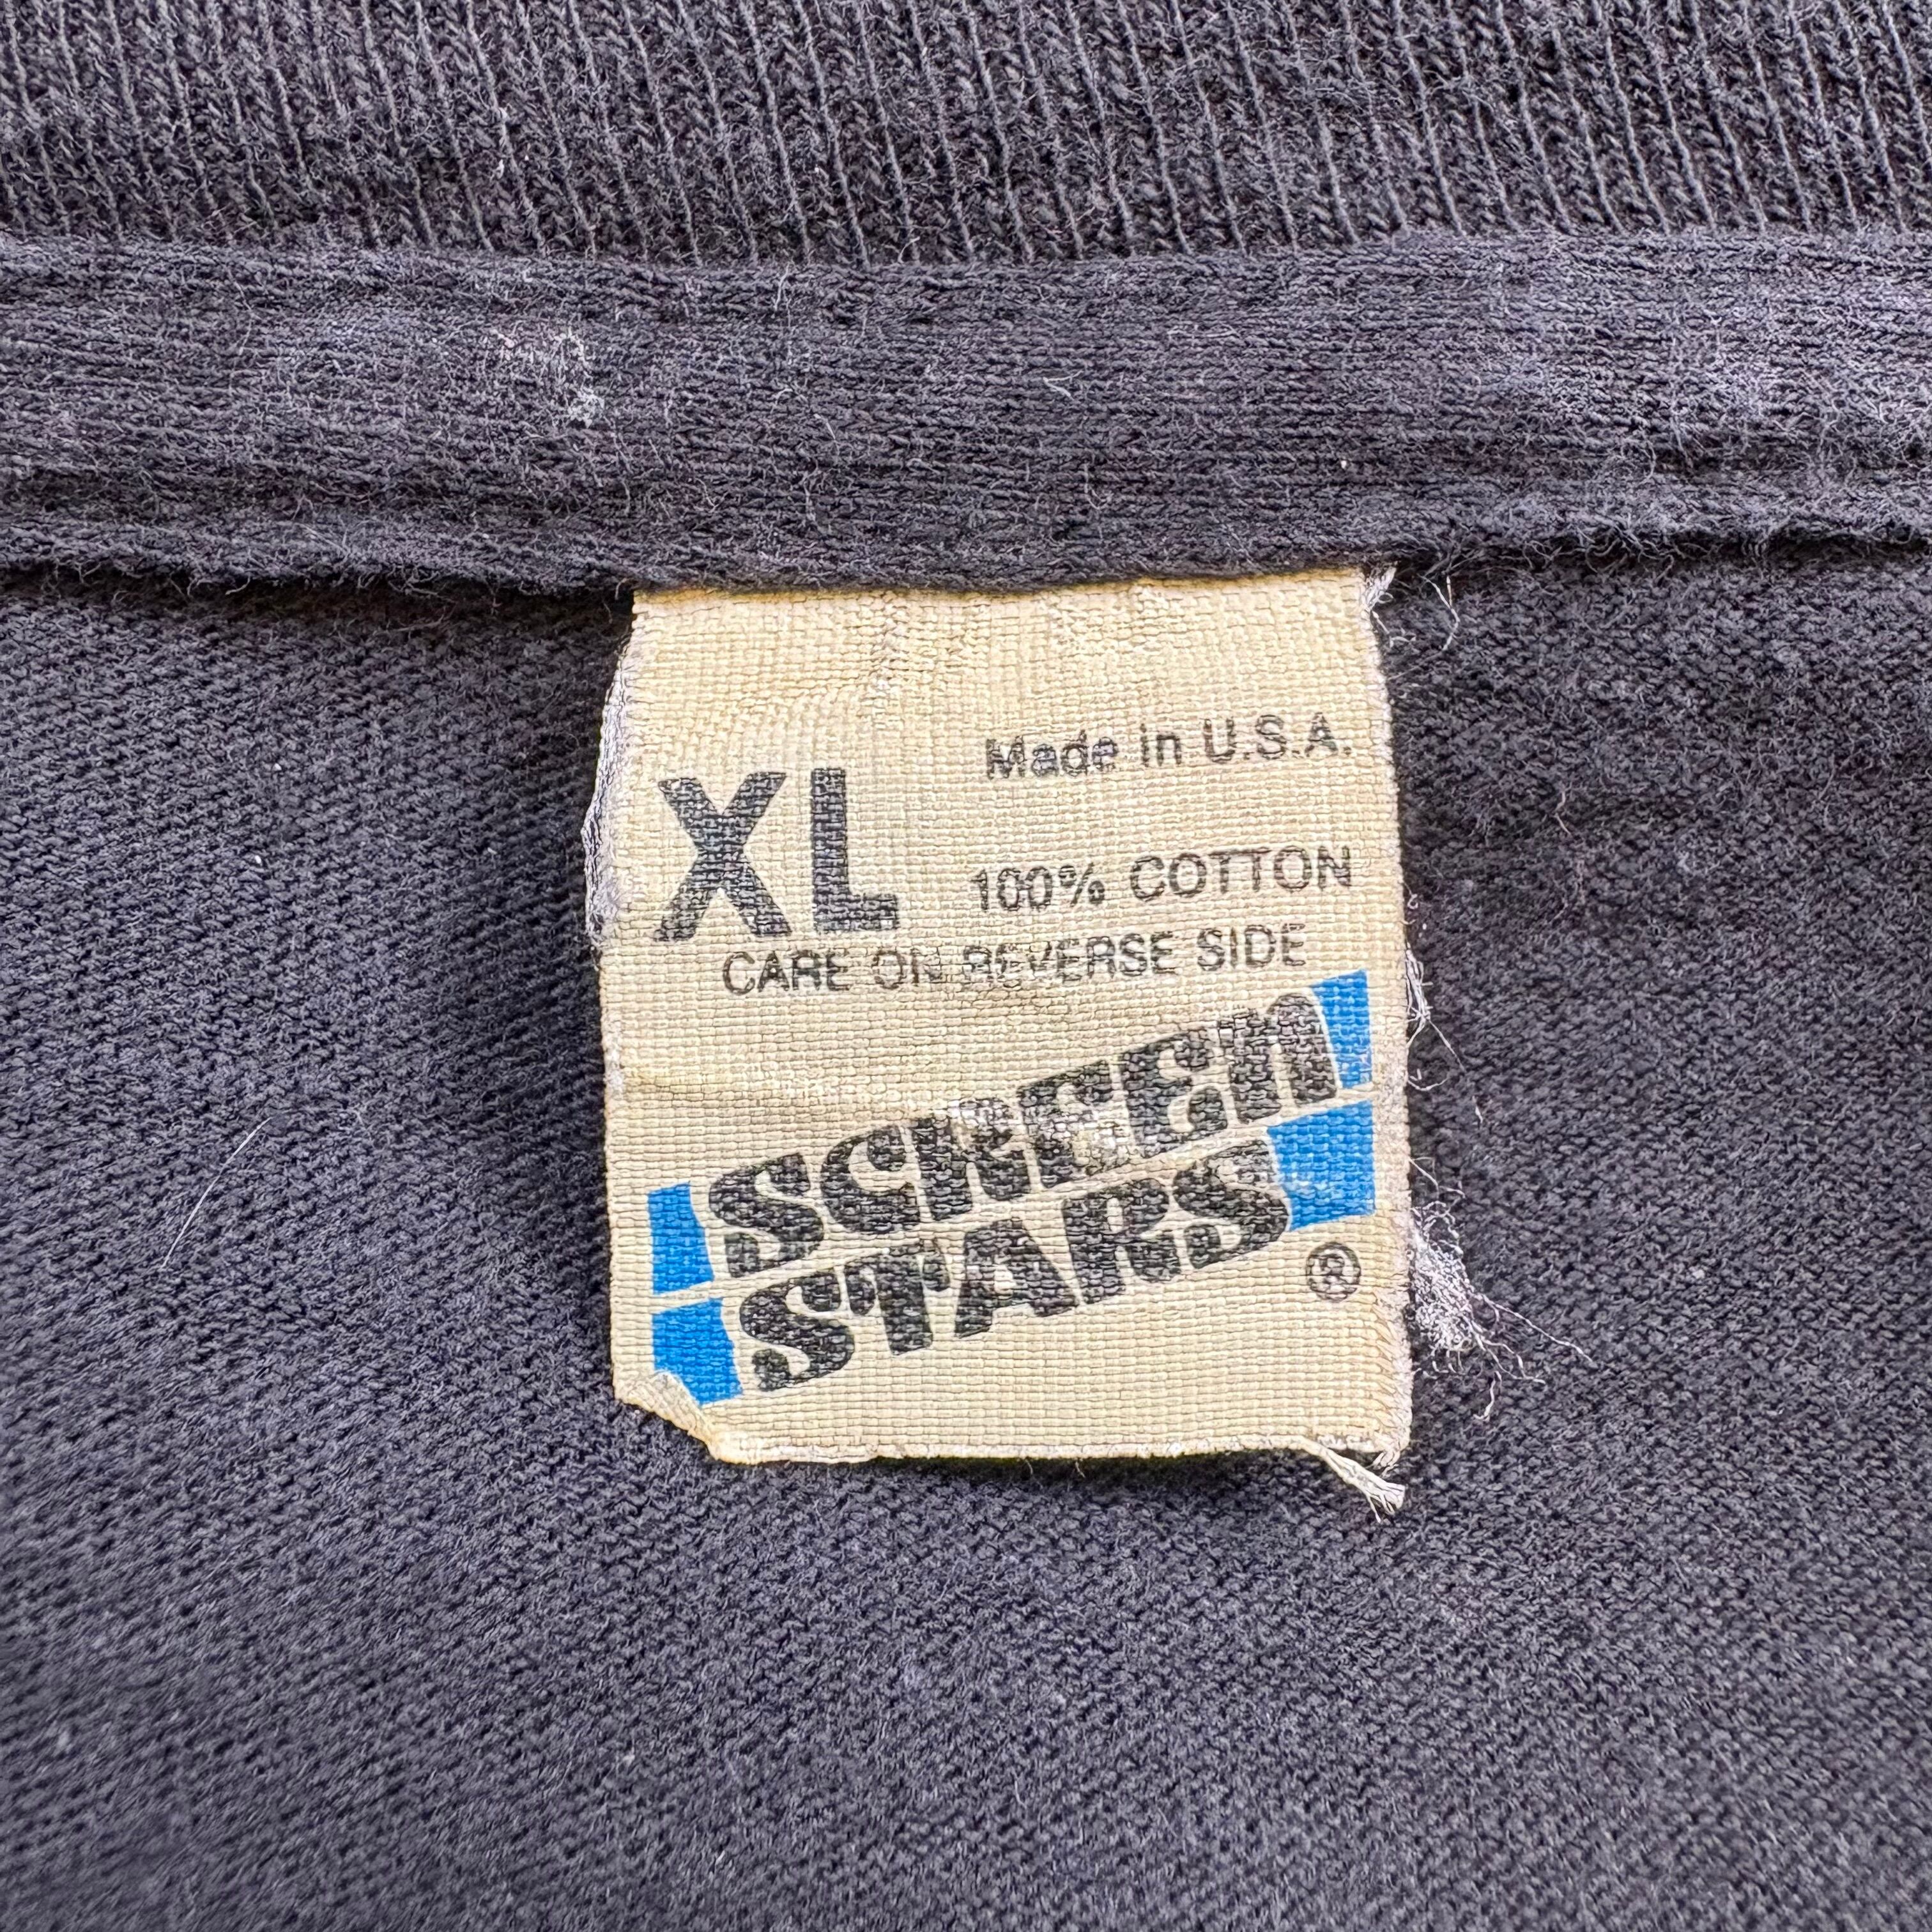 Made in U.S.A.
XL
100% COTTON
CARE ON REVERSE SIDE
SCREEN
STARS
®